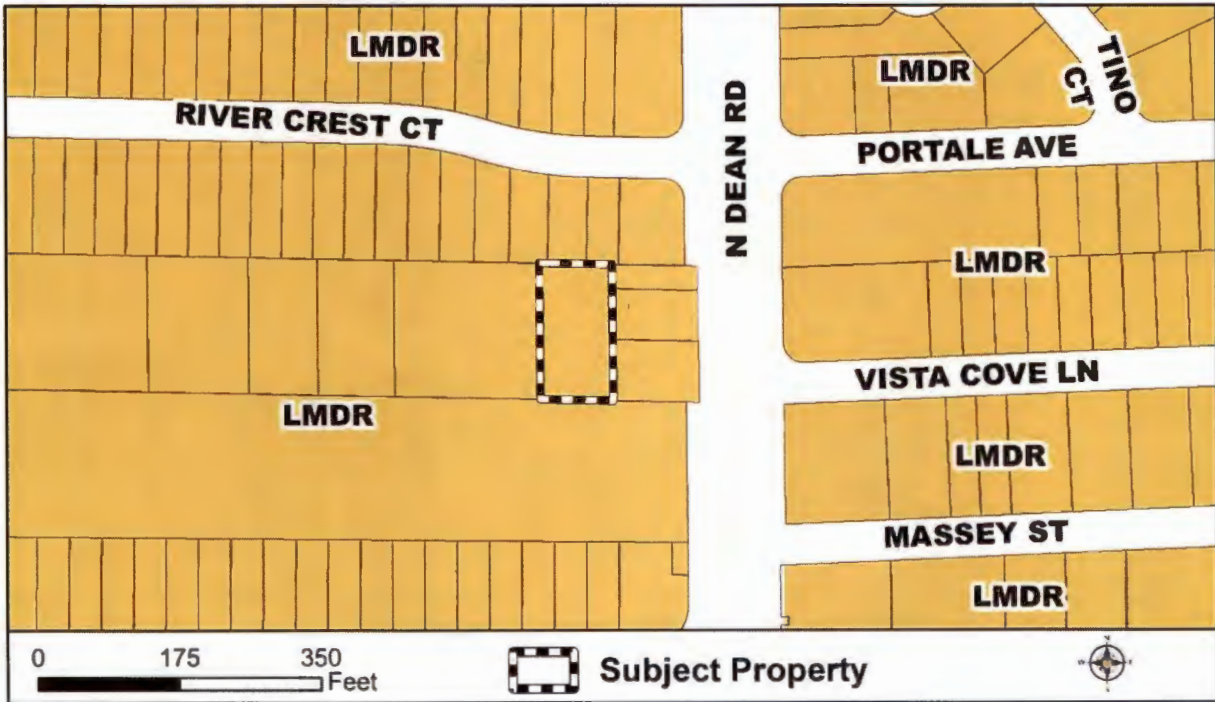 LMDR
LMDR
TINO CT
RIVER CREST CT
N DEAN RD
PORTALE AVE
LMDR
VISTA COVE LN
LMDR
LMDR
MASSEY ST
LMDR
0 175 350
Feet
Subject Property
N
W E
S